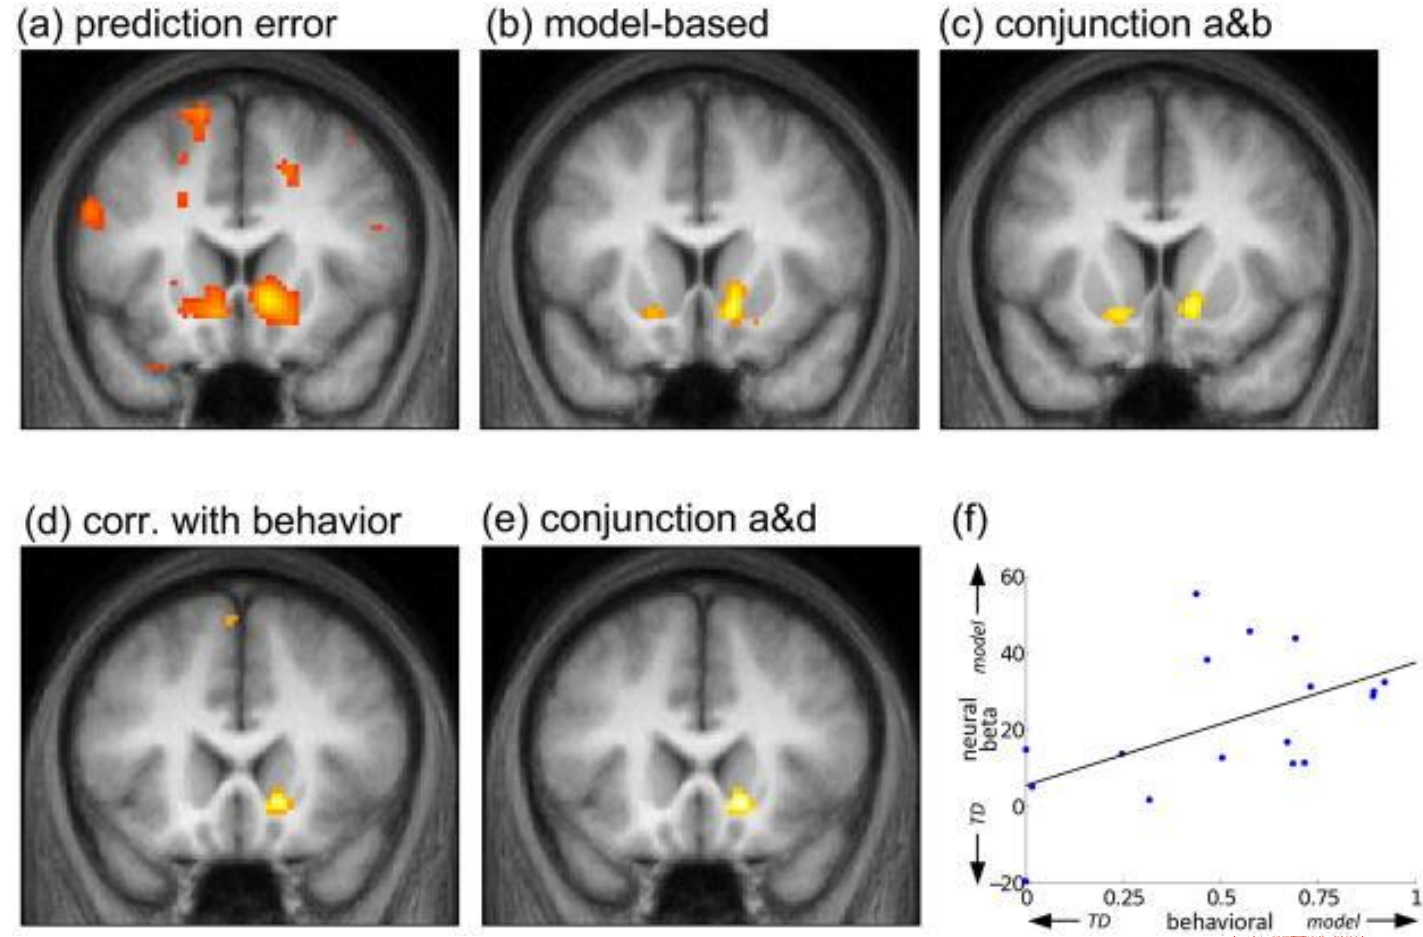 (a) prediction error
(b) model-based
(c) conjunction a&b
(d) corr. with behavior
(e) conjunction a&d
(f)
60
40
20
0
−20
model
neural
beta
TD
0
0.25
0.5
0.75
1
TD
behavioral
model